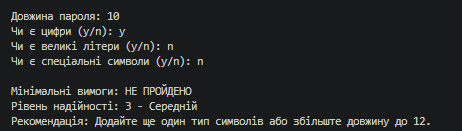 Довжина пароля: 10
Чи є цифри (y/n): y
Чи є великі літери (y/n): n
Чи є спеціальні символи (y/n): n
Мінімальні вимоги: НЕ ПРОЙДЕНО
Рівень надійності: 3 - Середній
Рекомендація: Додайте ще один тип символів або збільште довжину до 12.